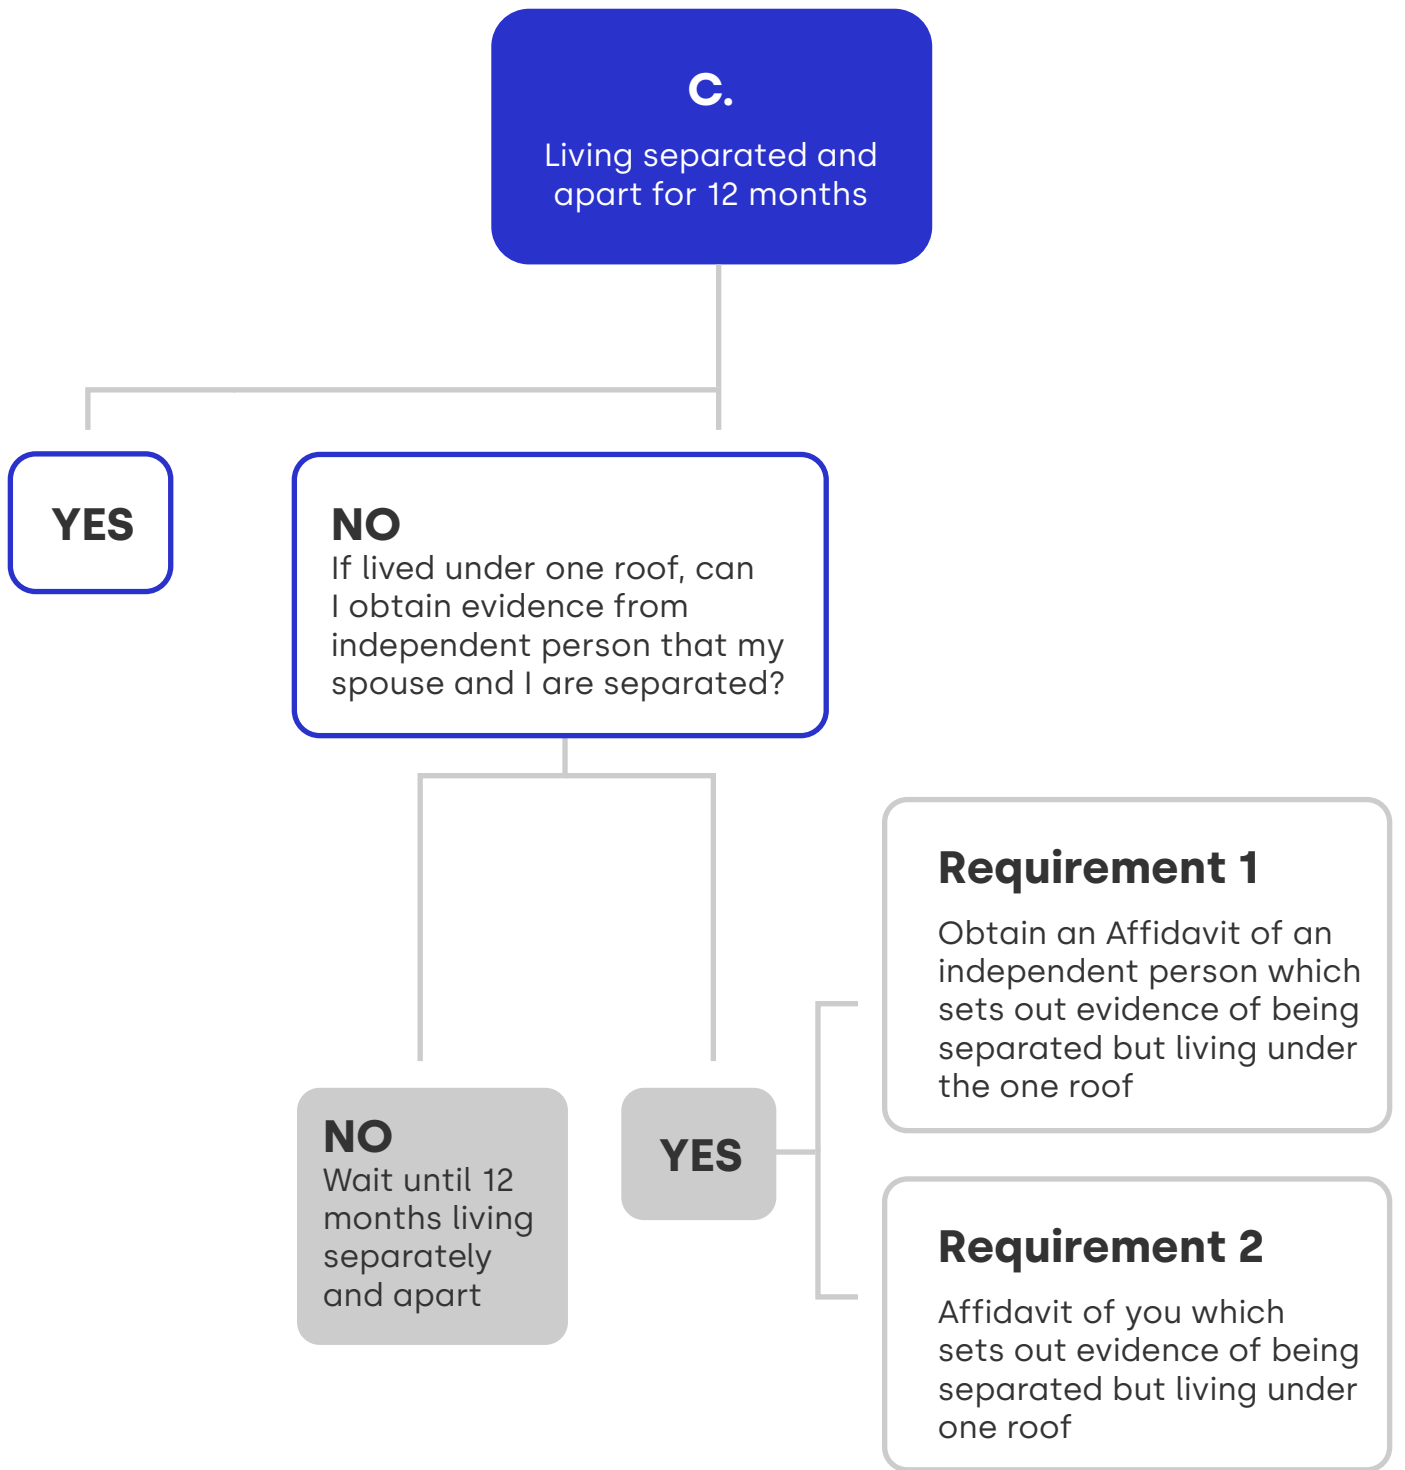 C.
Living separated and
apart for 12 months
YES
NO
If lived under one roof, can
I obtain evidence from
independent person that my
spouse and I are separated?
NO
Wait until 12
months living
separately
and apart
YES
Requirement 1
Obtain an Affidavit of an
independent person which
sets out evidence of being
separated but living under
the one roof
Requirement 2
Affidavit of you which
sets out evidence of being
separated but living under
one roof